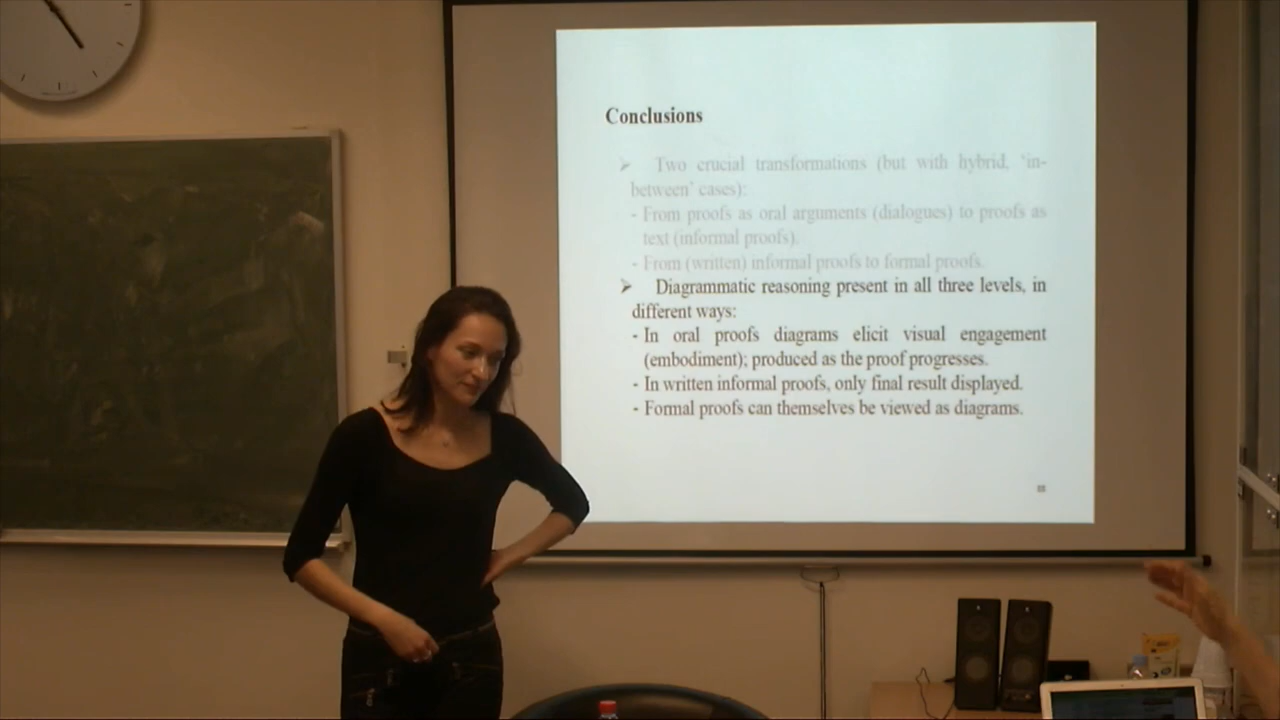 Conclusions
➢ Two crucial transformations (but with hybrid, 'in-
between' cases):
- From proofs as oral arguments (dialogues) to proofs as
text (informal proofs).
- From (written) informal proofs to formal proofs.
➢ Diagrammatic reasoning present in all three levels, in
different ways:
- In oral proofs diagrams elicit visual engagement
(embodiment); produced as the proof progresses.
- In written informal proofs, only final result displayed.
- Formal proofs can themselves be viewed as diagrams.